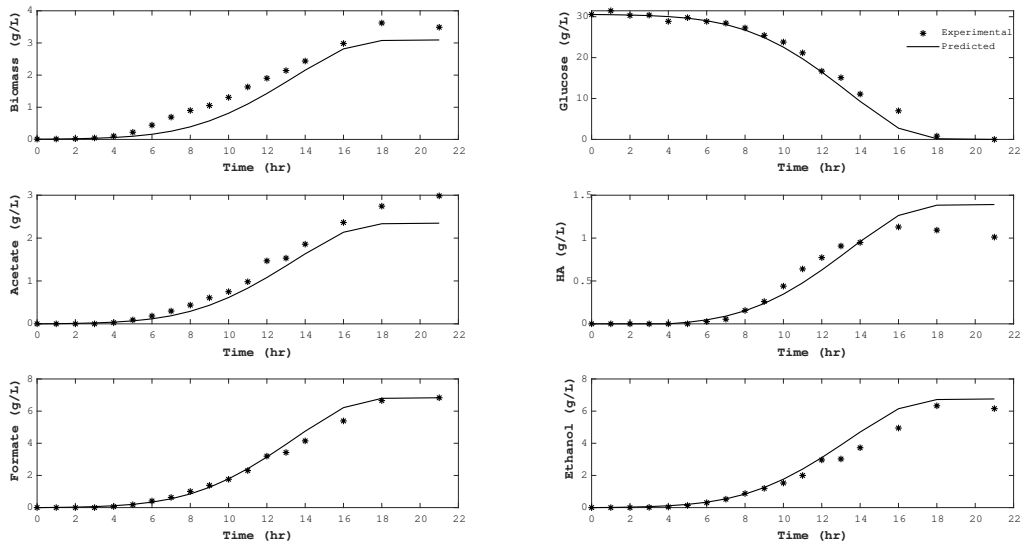 Biomass (g/L)
4
3
2
1
0
0 2 4 6 8 10 12 14 16 18 20 22
Time (hr)
Glucose (g/L)
30
20
10
0
0 2 4 6 8 10 12 14 16 18 20 22
Time (hr)
Experimental
Predicted
Acetate (g/L)
3
2
1
0
0 2 4 6 8 10 12 14 16 18 20 22
Time (hr)
HA (g/L)
1.5
1
0.5
0
0 2 4 6 8 10 12 14 16 18 20 22
Time (hr)
Formate (g/L)
8
6
4
2
0
0 2 4 6 8 10 12 14 16 18 20 22
Time (hr)
Ethanol (g/L)
8
6
4
2
0
0 2 4 6 8 10 12 14 16 18 20 22
Time (hr)